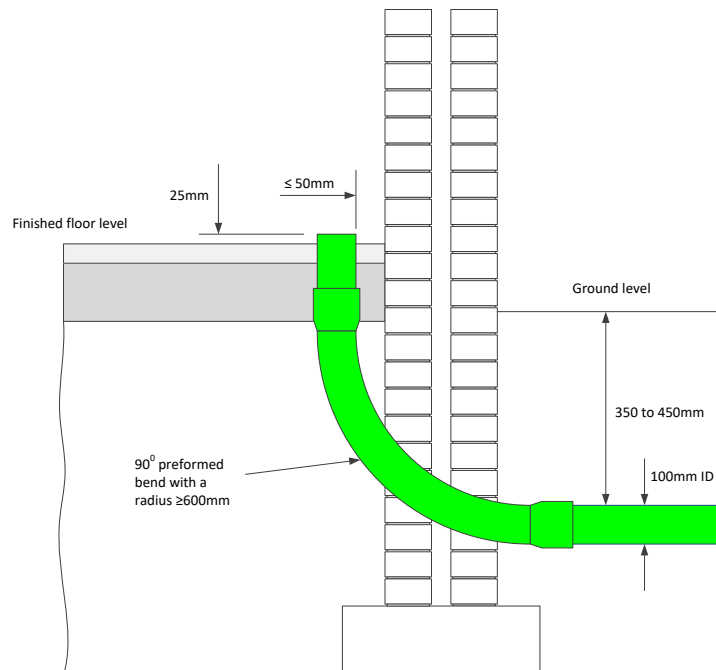 ≤ 50mm
25mm
Finished floor level
Ground level
350 to 450mm
90⁰ preformed
bend with a
radius ≥600mm
100mm ID